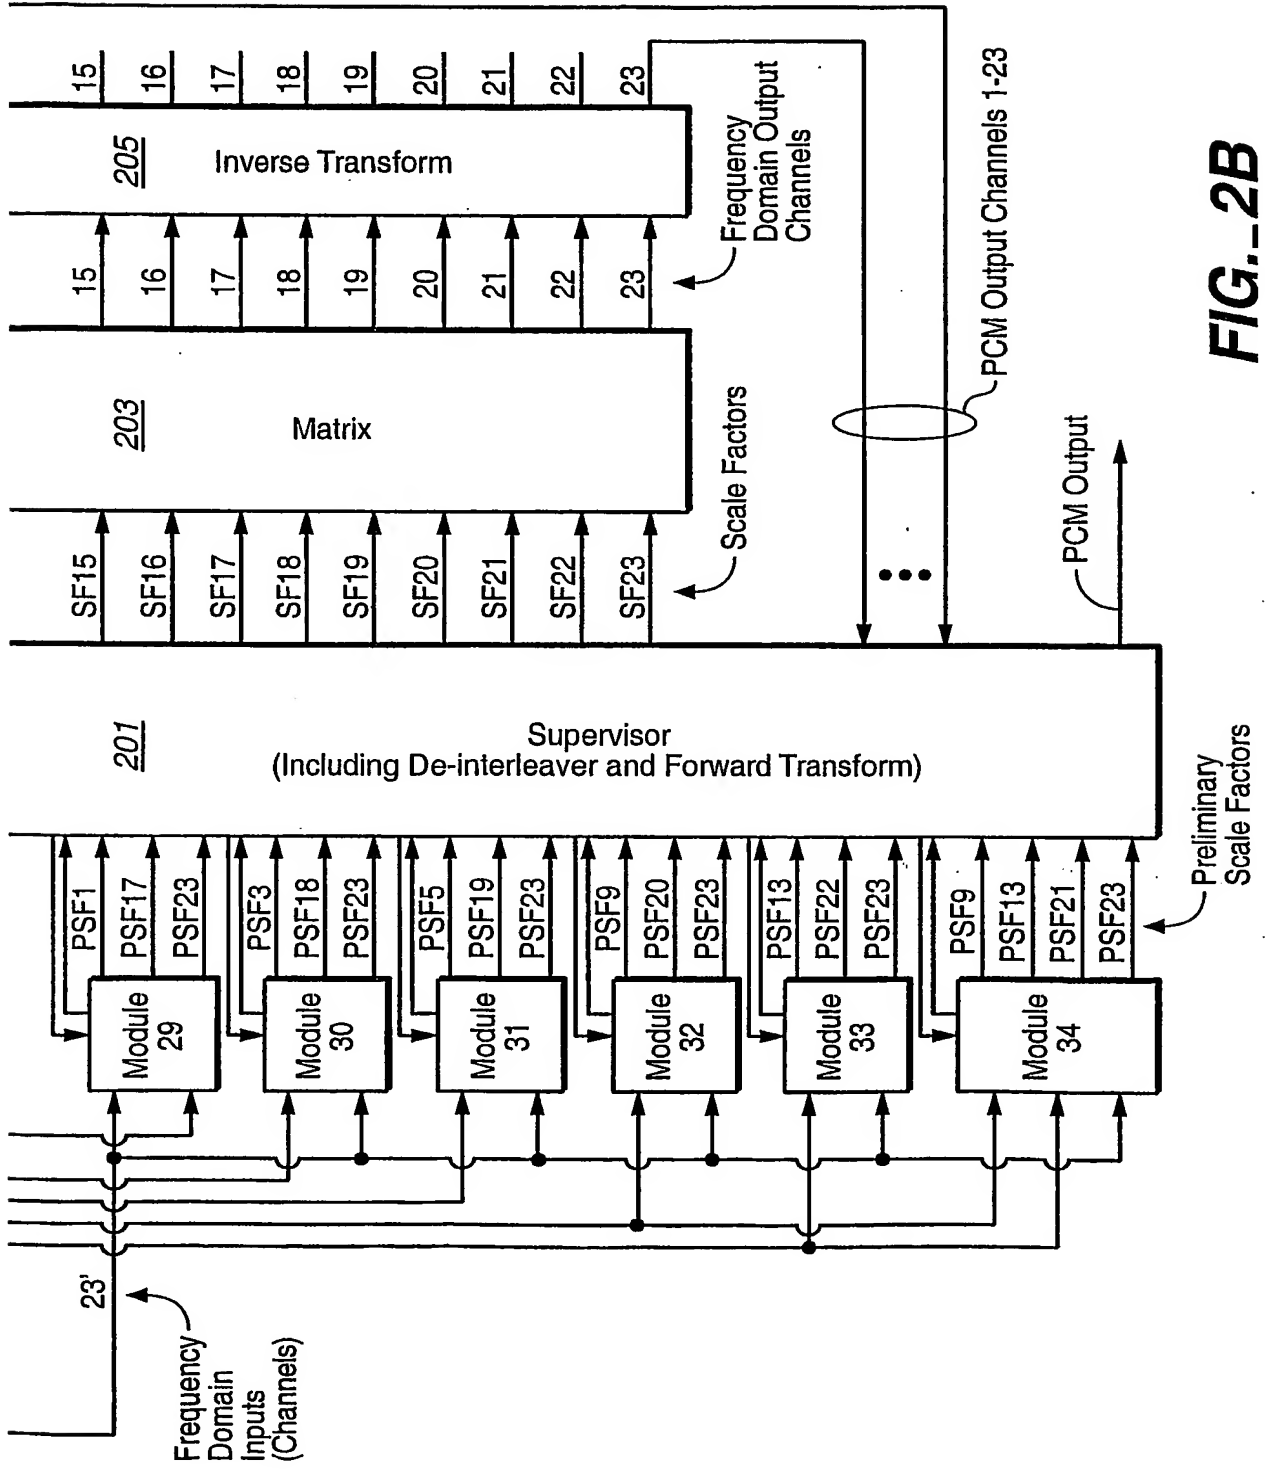 15
16
17
18
19
20
21
22
23
205
Inverse Transform
15
16
17
18
19
20
21
22
23
Frequency
Domain Output
Channels
203
Matrix
PCM Output Channels 1-23
SF15
SF16
SF17
SF18
SF19
SF20
SF21
SF22
SF23
Scale Factors
PCM Output
201
Supervisor
(Including De-interleaver and Forward Transform)
PSF1
PSF17
PSF23
PSF3
PSF18
PSF23
PSF5
PSF19
PSF23
PSF9
PSF20
PSF23
PSF13
PSF22
PSF23
PSF9
PSF13
PSF21
PSF23
Preliminary
Scale Factors
Module
29
Module
30
Module
31
Module
32
Module
33
Module
34
23'
Frequency
Domain
Inputs
(Channels)
FIG._2B